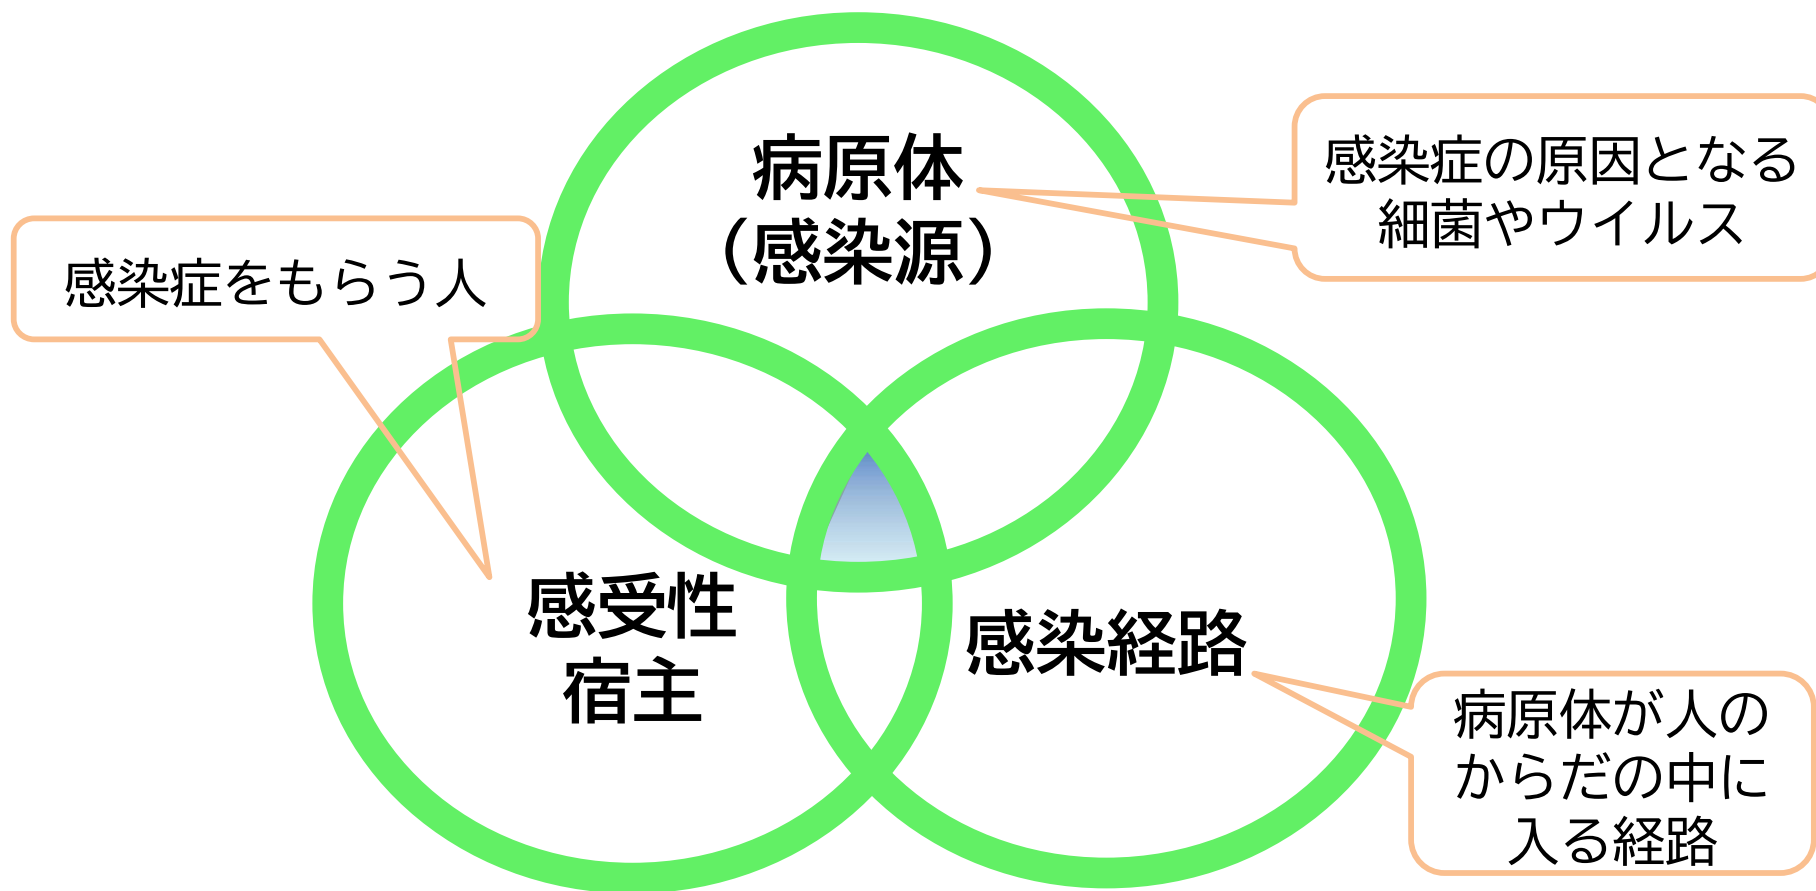 病原体
（感染源）
感染症の原因となる
細菌やウイルス
感染症をもらう人
感受性
宿主
感染経路
病原体が人の
からだの中に
入る経路